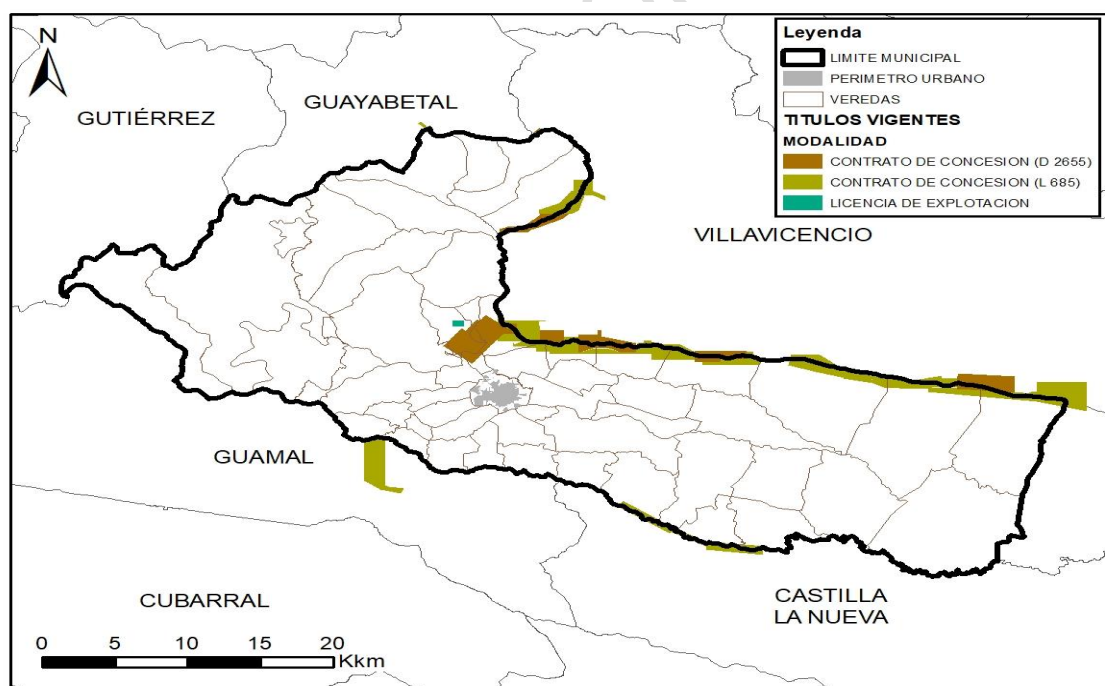 N
GUTIÉRREZ
GUAYABETAL
VILLAVICENCIO
GUAMAL
CUBARRAL
CASTILLA
LA NUEVA
Leyenda
LIMITE MUNICIPAL
PERIMETRO URBANO
VEREDAS
TITULOS VIGENTES
MODALIDAD
CONTRATO DE CONCESION (D 2655)
CONTRATO DE CONCESION (L 685)
LICENCIA DE EXPLOTACION
0 5 10 15 20
Kkm